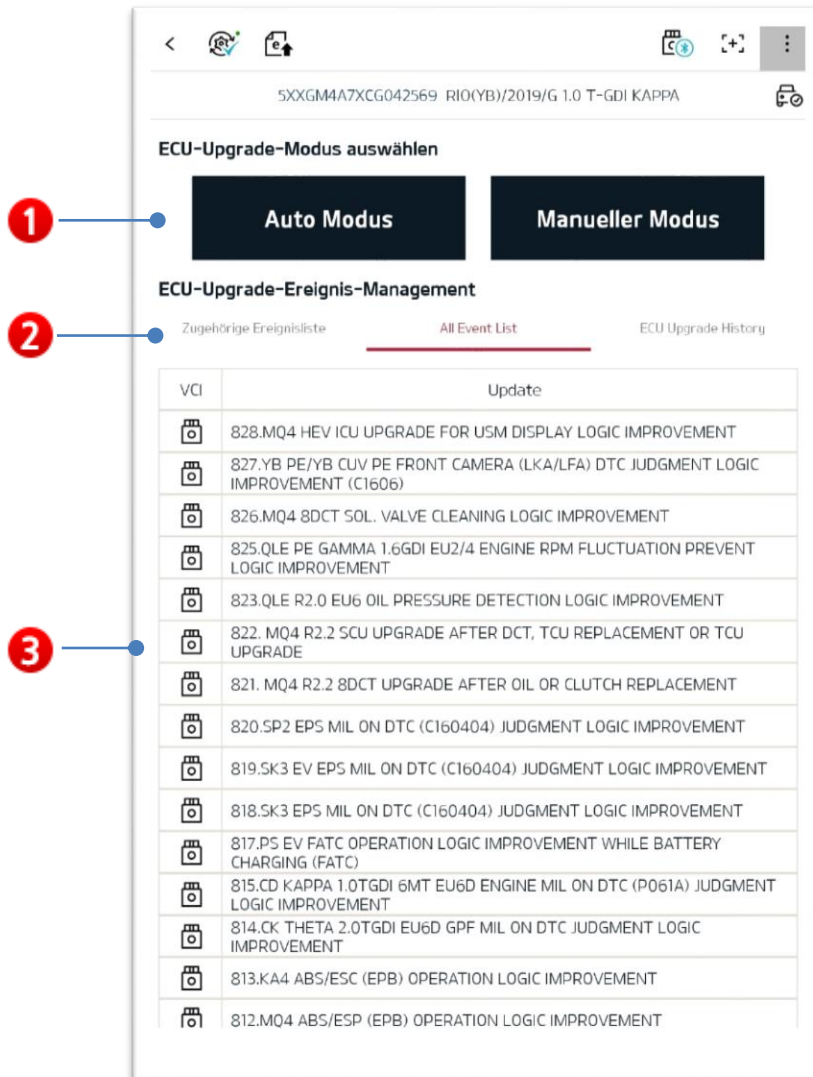 5XXGM4A7XCG042569 RIO(YB)/2019/G 1.0 T-GDI KAPPA
ECU-Upgrade-Modus auswählen
1
Auto Modus
Manueller Modus
ECU-Upgrade-Ereignis-Management
2
Zugehörige Ereignisliste
All Event List
ECU Upgrade History
VCI
Update
828.MQ4 HEV ICU UPGRADE FOR USM DISPLAY LOGIC IMPROVEMENT
827.YB PE/YB CUV PE FRONT CAMERA (LKA/LFA) DTC JUDGMENT LOGIC
IMPROVEMENT (C1606)
826.MQ4 8DCT SOL. VALVE CLEANING LOGIC IMPROVEMENT
825.QLE PE GAMMA 1.6GDI EU2/4 ENGINE RPM FLUCTUATION PREVENT
LOGIC IMPROVEMENT
823.QLE R2.0 EU6 OIL PRESSURE DETECTION LOGIC IMPROVEMENT
3
822. MQ4 R2.2 SCU UPGRADE AFTER DCT, TCU REPLACEMENT OR TCU
UPGRADE
821. MQ4 R2.2 8DCT UPGRADE AFTER OIL OR CLUTCH REPLACEMENT
820.SP2 EPS MIL ON DTC (C160404) JUDGMENT LOGIC IMPROVEMENT
819.SK3 EV EPS MIL ON DTC (C160404) JUDGMENT LOGIC IMPROVEMENT
818.SK3 EPS MIL ON DTC (C160404) JUDGMENT LOGIC IMPROVEMENT
817.PS EV FATC OPERATION LOGIC IMPROVEMENT WHILE BATTERY
CHARGING (FATC)
815.CD KAPPA 1.0TGDI 6MT EU6D ENGINE MIL ON DTC (P061A) JUDGMENT
LOGIC IMPROVEMENT
814.CK THETA 2.0TGDI EU6D GPF MIL ON DTC JUDGMENT LOGIC
IMPROVEMENT
813.KA4 ABS/ESC (EPB) OPERATION LOGIC IMPROVEMENT
812.MQ4 ABS/ESP (EPB) OPERATION LOGIC IMPROVEMENT